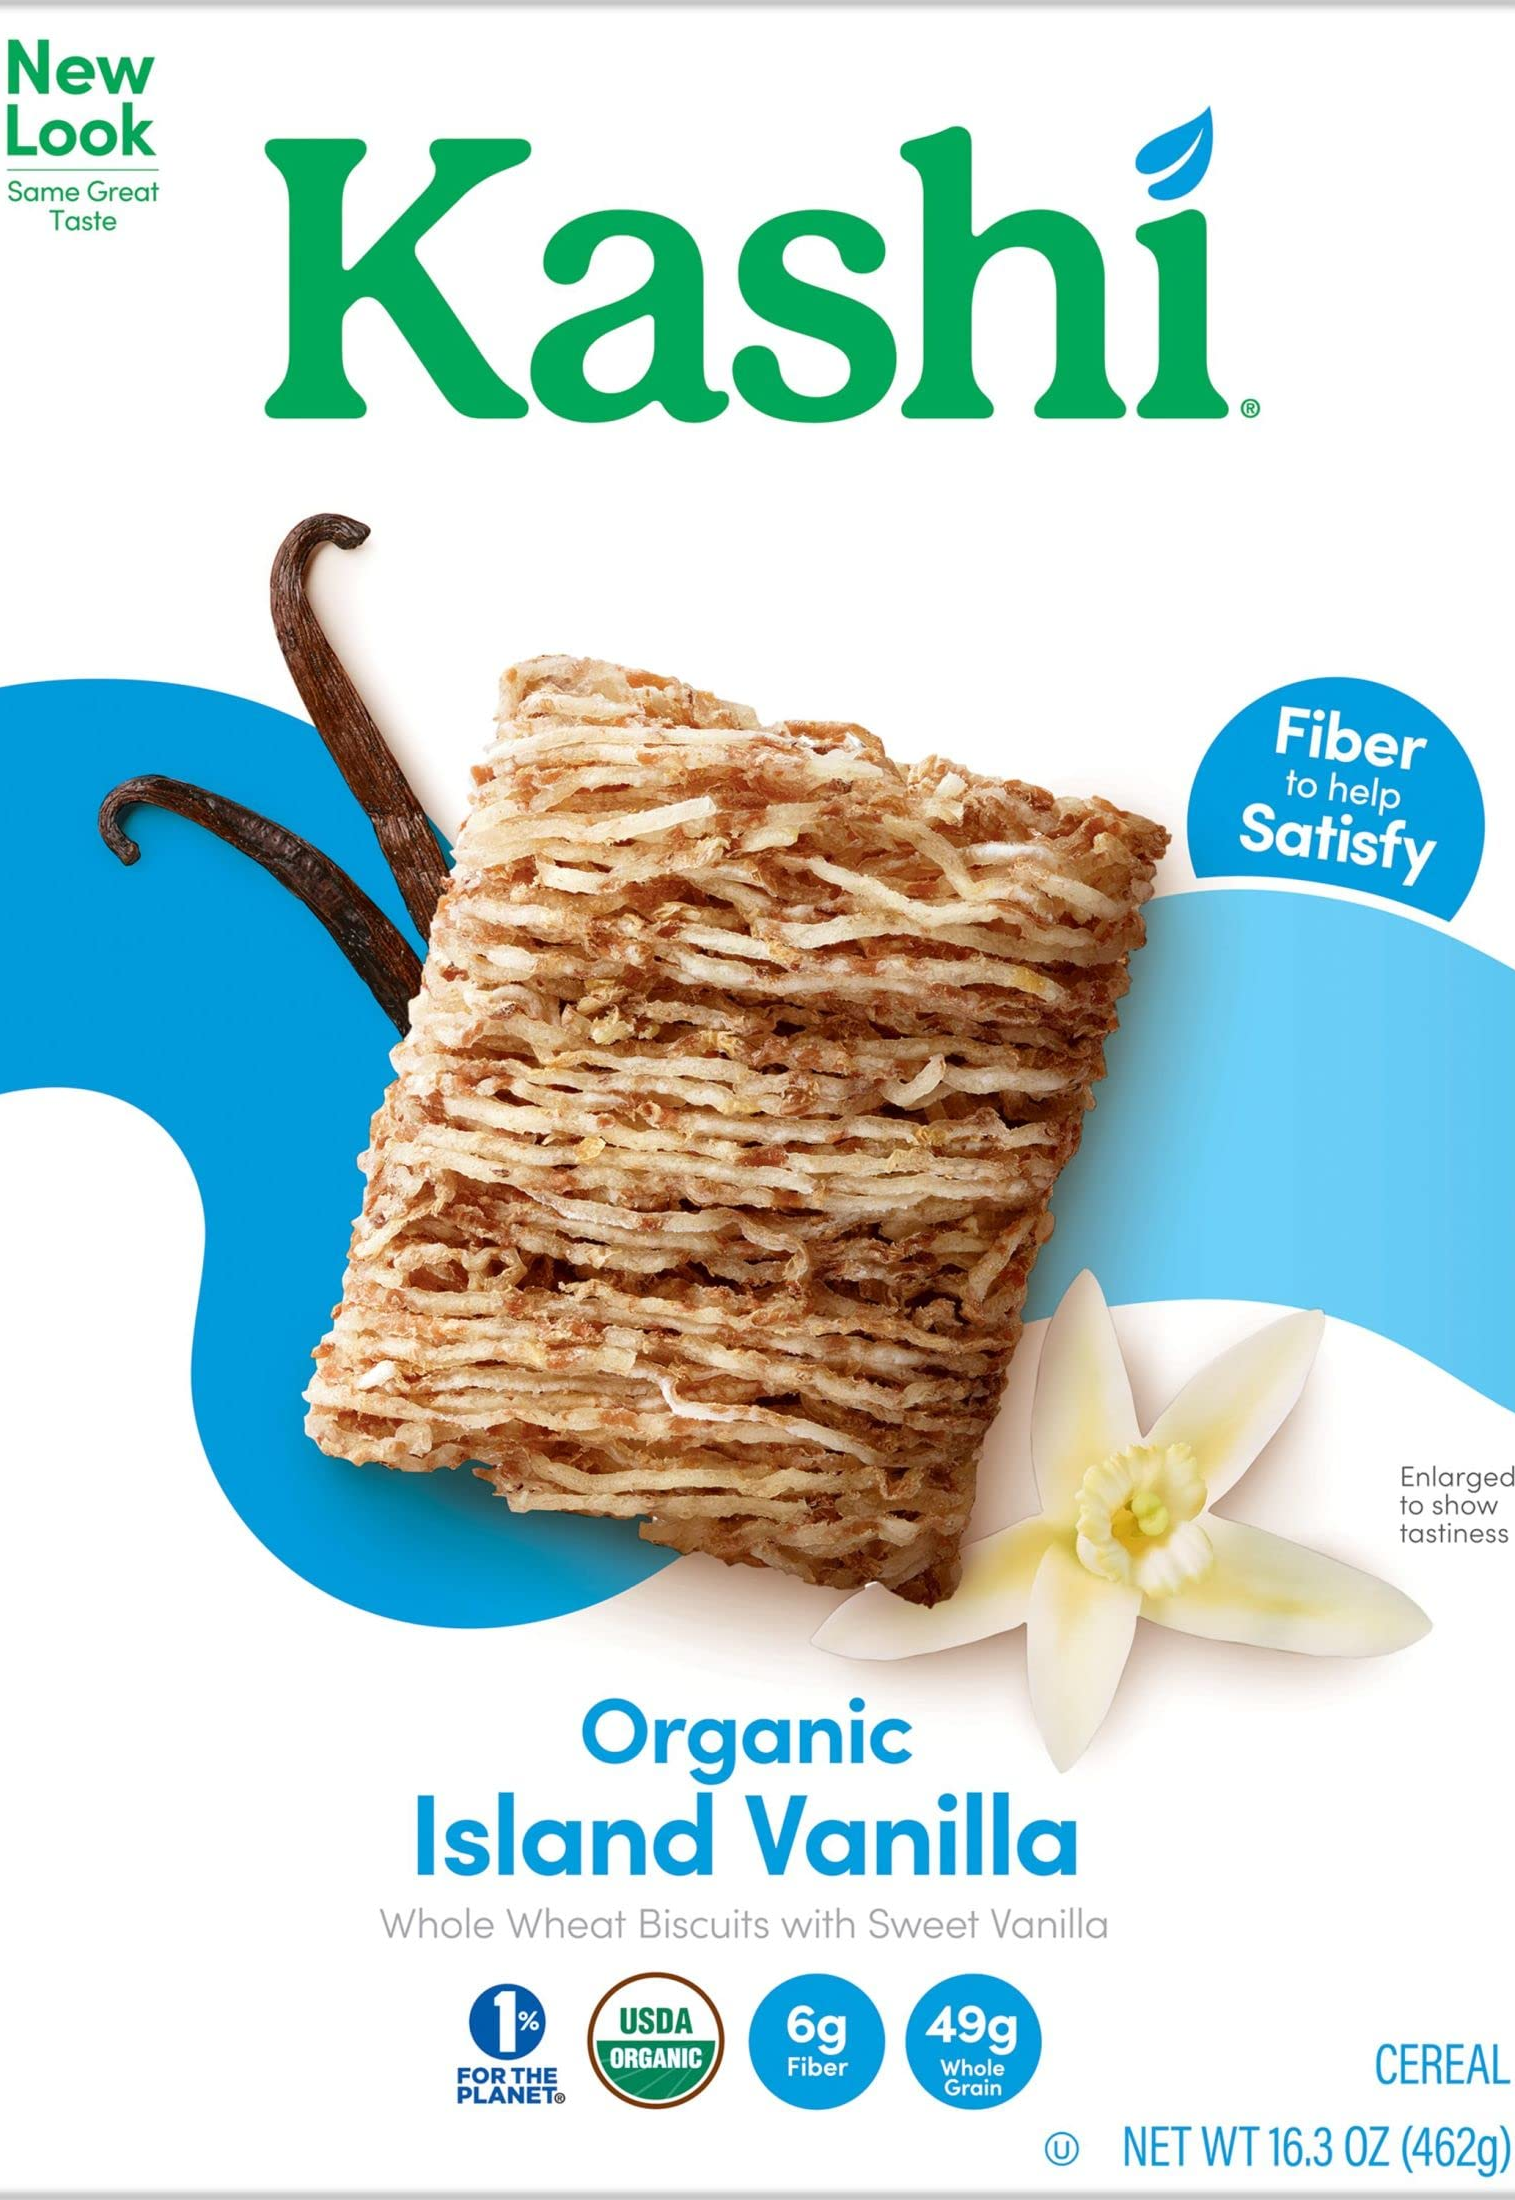 New
Look
Same Great
Taste
Kashi®
Fiber
to help
Satisfy
Enlarged
to show
tastiness
Organic
Island Vanilla
Whole Wheat Biscuits with Sweet Vanilla
1%
FOR THE
PLANET®
USDA
ORGANIC
6g
Fiber
49g
Whole
Grain
CEREAL
U NET WT 16.3 OZ (462g)